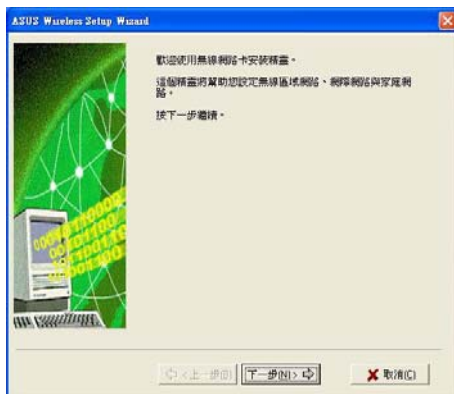 ASUS Wireless Setup Wizard
歡迎使用無線網路卡安裝精靈。
這個精靈將幫助您設定無線區域網路、網際網路與家庭網
路。
按下一步繼續。
<上一步(B) 下一步(N)> 取消(C)